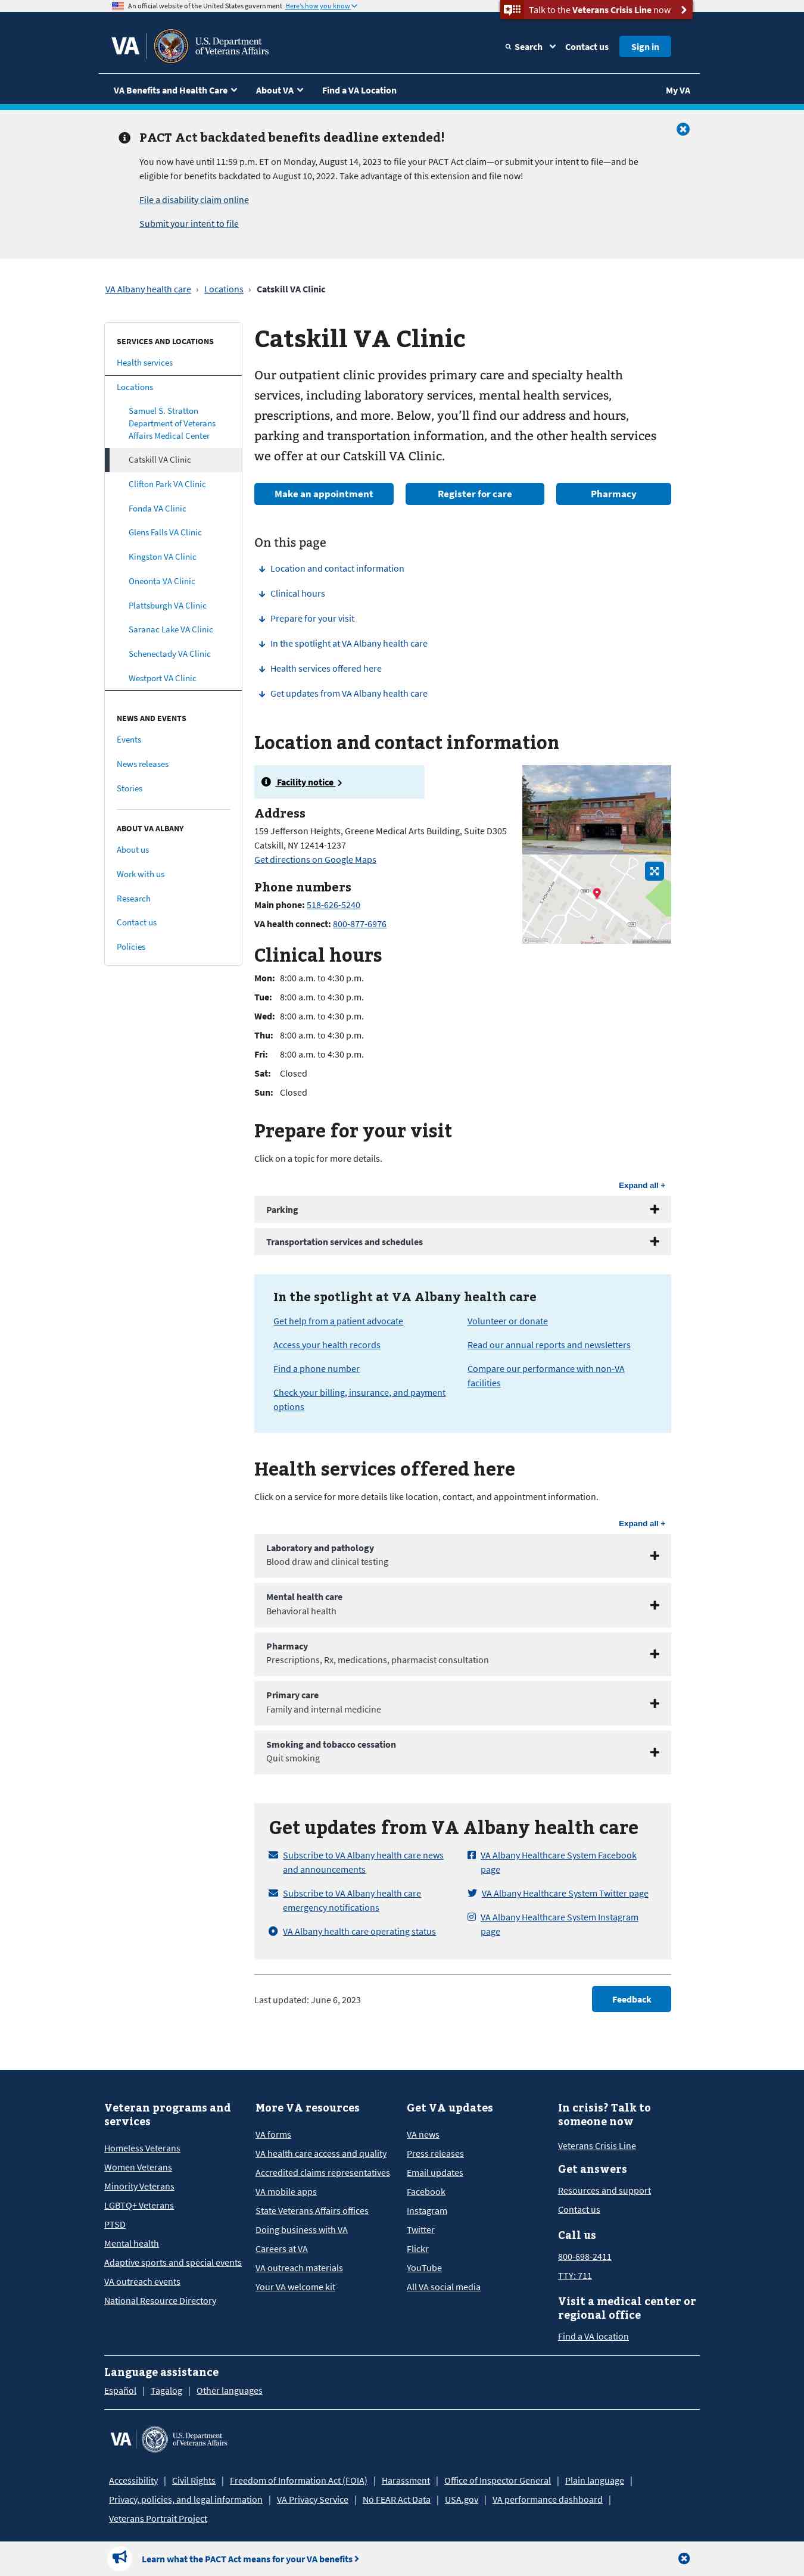 An official website of the United States government Here's how you know
Talk to the Veterans Crisis Line now
VA
U.S. Department of Veterans Affairs
Search
Contact us
Sign in
VA Benefits and Health Care
About VA
Find a VA Location
My VA
PACT Act backdated benefits deadline extended!
You now have until 11:59 p.m. ET on Monday, August 14, 2023 to file your PACT Act claim—or submit your intent to file—and be
eligible for benefits backdated to August 10, 2022. Take advantage of this extension and file now!
File a disability claim online
Submit your intent to file
VA Albany health care › Locations › Catskill VA Clinic
SERVICES AND LOCATIONS
Health services
Locations
Samuel S. Stratton
Department of Veterans
Affairs Medical Center
Catskill VA Clinic
Clifton Park VA Clinic
Fonda VA Clinic
Glens Falls VA Clinic
Kingston VA Clinic
Oneonta VA Clinic
Plattsburgh VA Clinic
Saranac Lake VA Clinic
Schenectady VA Clinic
Westport VA Clinic
NEWS AND EVENTS
Events
News releases
Stories
ABOUT VA ALBANY
About us
Work with us
Research
Contact us
Policies
Catskill VA Clinic
Our outpatient clinic provides primary care and specialty health
services, including laboratory services, mental health services,
prescriptions, and more. Below, you'll find our address and hours,
parking and transportation information, and the other health services
we offer at our Catskill VA Clinic.
Make an appointment
Register for care
Pharmacy
On this page
Location and contact information
Clinical hours
Prepare for your visit
In the spotlight at VA Albany health care
Health services offered here
Get updates from VA Albany health care
Location and contact information
Facility notice
Address
159 Jefferson Heights, Greene Medical Arts Building, Suite D305
Catskill, NY 12414-1237
Get directions on Google Maps
Phone numbers
Main phone: 518-626-5240
VA health connect: 800-877-6976
Clinical hours
Mon: 8:00 a.m. to 4:30 p.m.
Tue: 8:00 a.m. to 4:30 p.m.
Wed: 8:00 a.m. to 4:30 p.m.
Thu: 8:00 a.m. to 4:30 p.m.
Fri: 8:00 a.m. to 4:30 p.m.
Sat: Closed
Sun: Closed
Prepare for your visit
Click on a topic for more details.
Expand all +
Parking
Transportation services and schedules
In the spotlight at VA Albany health care
Get help from a patient advocate
Access your health records
Find a phone number
Check your billing, insurance, and payment
options
Volunteer or donate
Read our annual reports and newsletters
Compare our performance with non-VA
facilities
Health services offered here
Click on a service for more details like location, contact, and appointment information.
Expand all +
Laboratory and pathology
Blood draw and clinical testing
Mental health care
Behavioral health
Pharmacy
Prescriptions, Rx, medications, pharmacist consultation
Primary care
Family and internal medicine
Smoking and tobacco cessation
Quit smoking
Get updates from VA Albany health care
Subscribe to VA Albany health care news
and announcements
Subscribe to VA Albany health care
emergency notifications
VA Albany health care operating status
VA Albany Healthcare System Facebook
page
VA Albany Healthcare System Twitter page
VA Albany Healthcare System Instagram
page
Last updated: June 6, 2023
Feedback
Veteran programs and
services
Homeless Veterans
Women Veterans
Minority Veterans
LGBTQ+ Veterans
PTSD
Mental health
Adaptive sports and special events
VA outreach events
National Resource Directory
More VA resources
VA forms
VA health care access and quality
Accredited claims representatives
VA mobile apps
State Veterans Affairs offices
Doing business with VA
Careers at VA
VA outreach materials
Your VA welcome kit
Get VA updates
VA news
Press releases
Email updates
Facebook
Instagram
Twitter
Flickr
YouTube
All VA social media
In crisis? Talk to
someone now
Veterans Crisis Line
Get answers
Resources and support
Contact us
Call us
800-698-2411
TTY: 711
Visit a medical center or
regional office
Find a VA location
Language assistance
Español | Tagalog | Other languages
VA
U.S. Department
of Veterans Affairs
Accessibility | Civil Rights | Freedom of Information Act (FOIA) | Harassment | Office of Inspector General | Plain language |
Privacy, policies, and legal information | VA Privacy Service | No FEAR Act Data | USA.gov | VA performance dashboard |
Veterans Portrait Project
Learn what the PACT Act means for your VA benefits